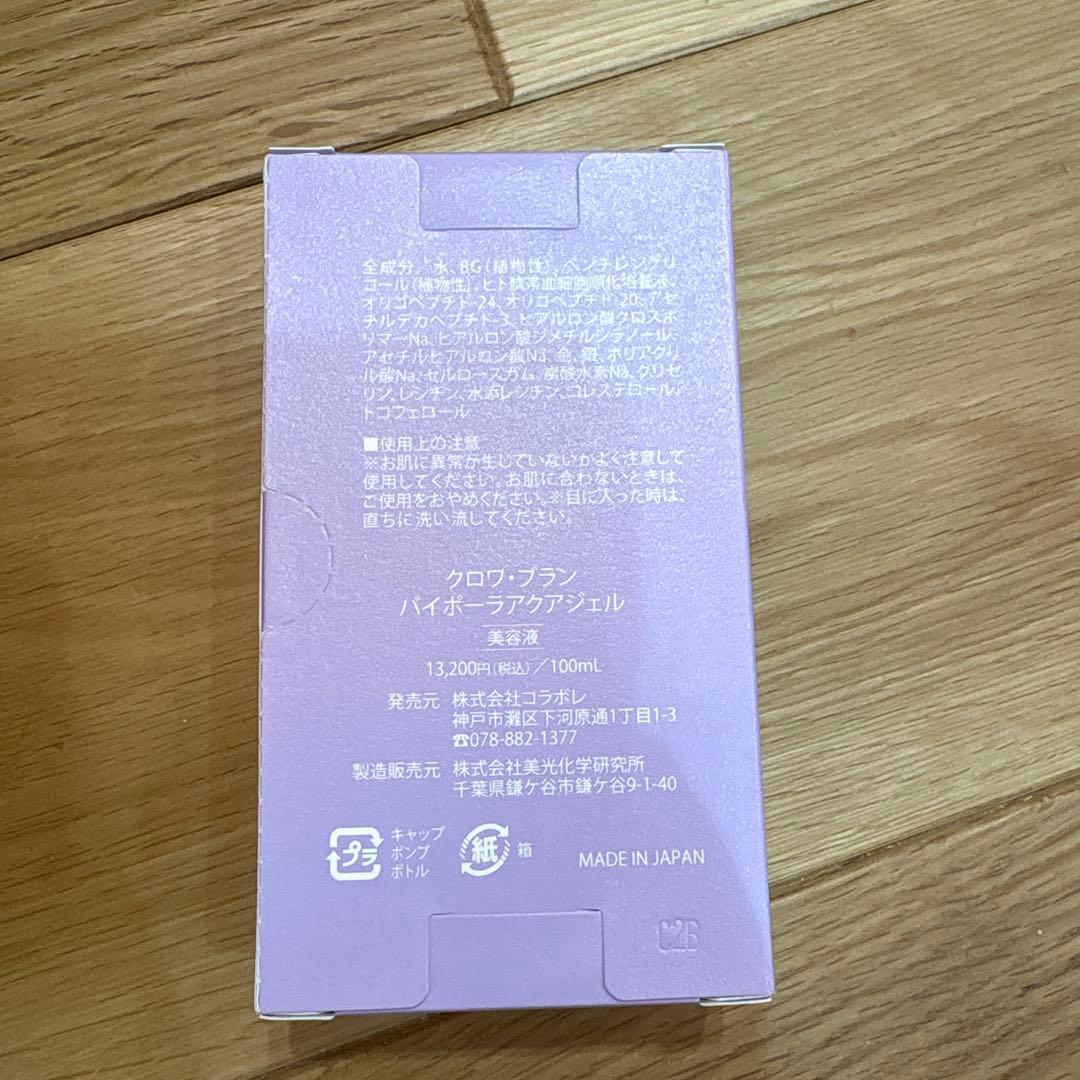 全成分。水、BG(植物性)、ペンチレングリ
コール(植物性)、ヒト臍帯血細胞順化培養液、
オリゴペプチド-24、オリゴペプチド-20、アセ
チルデカペプチド-3、ヒアルロン酸クロスポ
リマーNa、ヒアルロン酸ジメチルシラノール、
アセチルヒアルロン酸Na、金、銀、ポリアクリ
ル酸Na、セルロースガム、炭酸水素Na、グリセ
リン、レシチン、水添レシチン、コレステロール、
トコフェロール
■使用上の注意
※お肌に異常が生じていないかよく注意して
使用してください。お肌に合わないときは、
ご使用をおやめください。※目に入った時は、
直ちに洗い流してください。
クロワ・ブラン
バイポーラアクアジェル
美容液
13,200円(税込)/100mL
発売元 株式会社コラボレ
神戸市灘区下河原通1丁目1-3
☎078-882-1377
製造販売元 株式会社美光化学研究所
千葉県鎌ケ谷市鎌ケ谷9-1-40
プラ キャップ
ポンプ
ボトル
紙 箱
MADE IN JAPAN